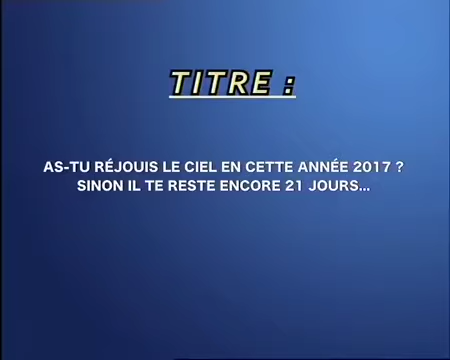 TITRE :
AS-TU RÉJOUIS LE CIEL EN CETTE ANNÉE 2017 ?
SINON IL TE RESTE ENCORE 21 JOURS...